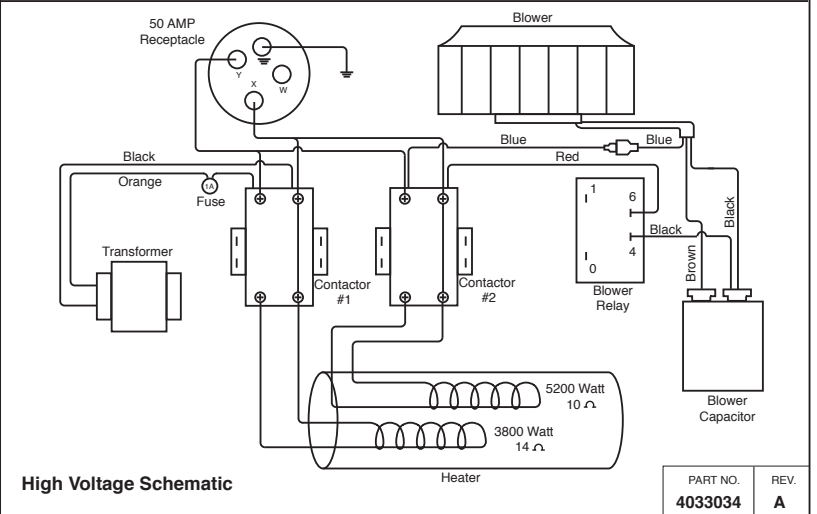 50 AMP
Receptacle
Y
X
W
Blower
Blue
Blue
Red
Black
Orange
1A
Fuse
Transformer
Contactor
#1
Contactor
#2
1
6
4
0
Black
Blower
Relay
Brown
Black
Blower
Capacitor
5200 Watt
10 Ω
3800 Watt
14 Ω
Heater
High Voltage Schematic
PART NO.
REV.
4033034
A